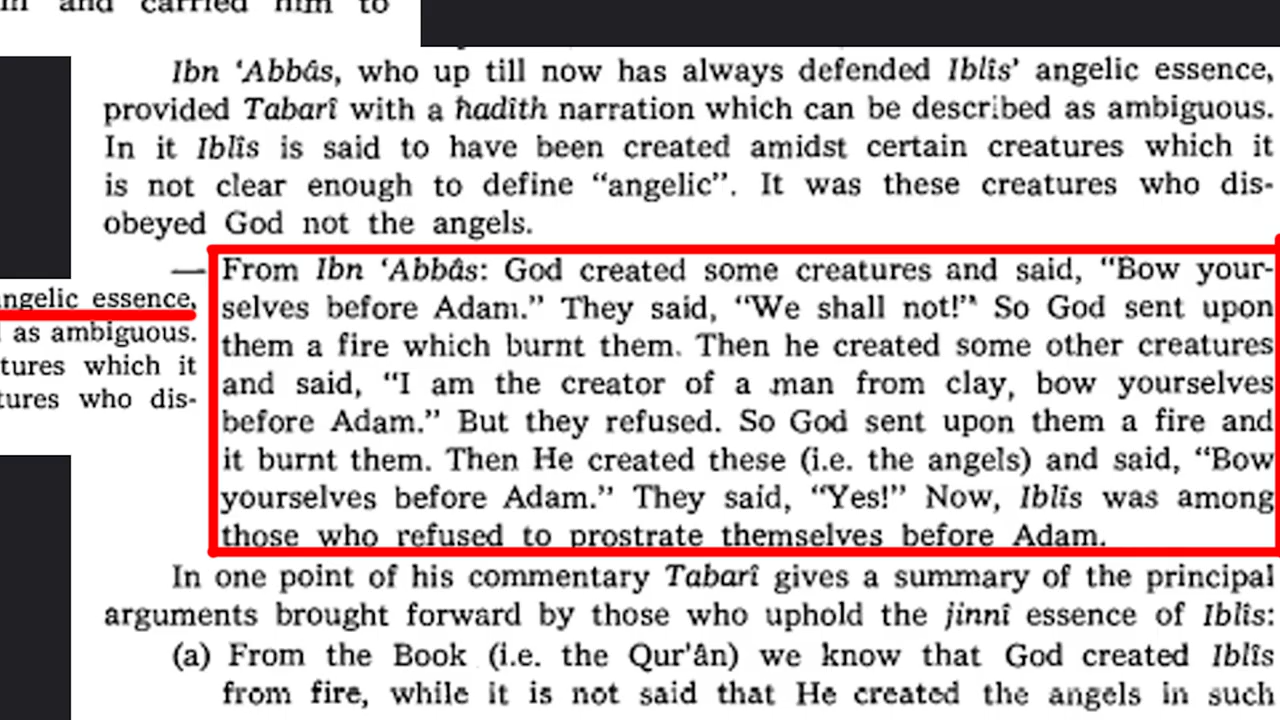 and carried him to
Ibn ‘Abbâs, who up till now has always defended Iblîs’ angelic essence,
provided Tabarî with a hadîth narration which can be described as ambiguous.
In it Iblîs is said to have been created amidst certain creatures which it
is not clear enough to define “angelic”. It was these creatures who dis-
obeyed God not the angels.
— From Ibn ‘Abbâs: God created some creatures and said, “Bow your-
selves before Adam.” They said, “We shall not!” So God sent upon
them a fire which burnt them. Then he created some other creatures
and said, “I am the creator of a man from clay, bow yourselves
before Adam.” But they refused. So God sent upon them a fire and
it burnt them. Then He created these (i.e. the angels) and said, “Bow
yourselves before Adam.” They said, “Yes!” Now, Iblîs was among
those who refused to prostrate themselves before Adam.
In one point of his commentary Tabarî gives a summary of the principal
arguments brought forward by those who uphold the jinnî essence of Iblîs:
(a) From the Book (i.e. the Qur’ân) we know that God created Iblîs
from fire, while it is not said that He created the angels in such
ngelic essence,
as ambiguous.
tures which it
tures who dis-